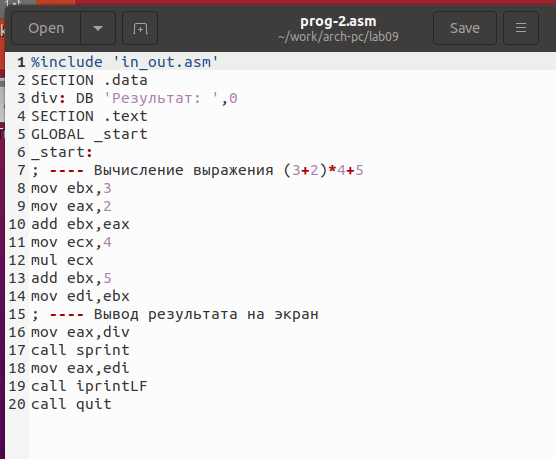 Open
prog-2.asm
~/work/arch-pc/lab09
Save
1 %include 'in_out.asm'
2 SECTION .data
3 div: DB 'Результат: ',0
4 SECTION .text
5 GLOBAL _start
6 _start:
7 ; ---- Вычисление выражения (3+2)*4+5
8 mov ebx,3
9 mov eax,2
10 add ebx,eax
11 mov ecx,4
12 mul ecx
13 add ebx,5
14 mov edi,ebx
15 ; ---- Вывод результата на экран
16 mov eax,div
17 call sprint
18 mov eax,edi
19 call iprintLF
20 call quit